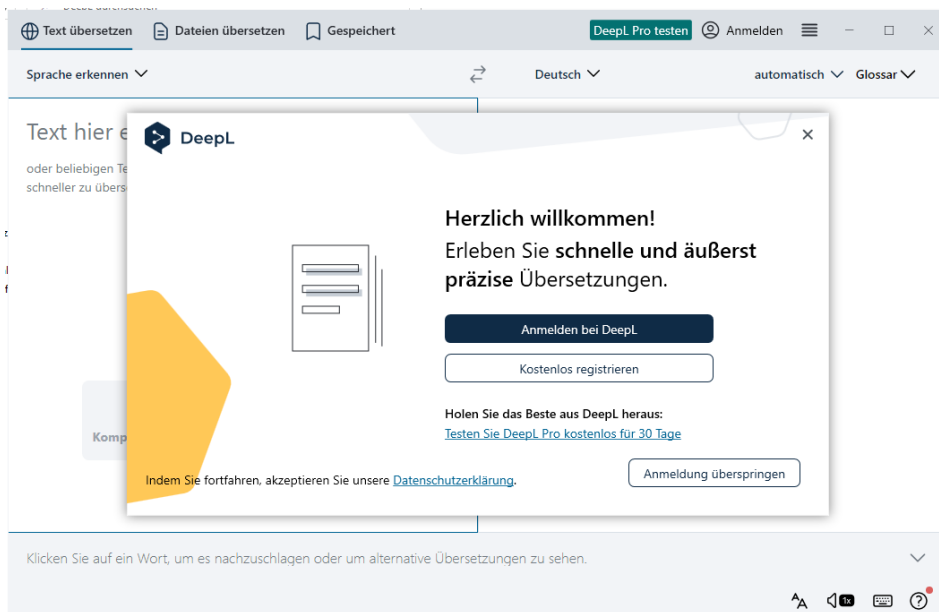 Text übersetzen Dateien übersetzen Gespeichert DeepL Pro testen Anmelden
Sprache erkennen Deutsch automatisch Glossar
Text hier e
oder beliebigen Te
schneller zu übers
DeepL
Herzlich willkommen!
Erleben Sie schnelle und äußerst
präzise Übersetzungen.
Anmelden bei DeepL
Kostenlos registrieren
Holen Sie das Beste aus DeepL heraus:
Testen Sie DeepL Pro kostenlos für 30 Tage
Komp
Anmeldung überspringen
Indem Sie fortfahren, akzeptieren Sie unsere Datenschutzerklärung.
Klicken Sie auf ein Wort, um es nachzuschlagen oder um alternative Übersetzungen zu sehen.
AA 1x